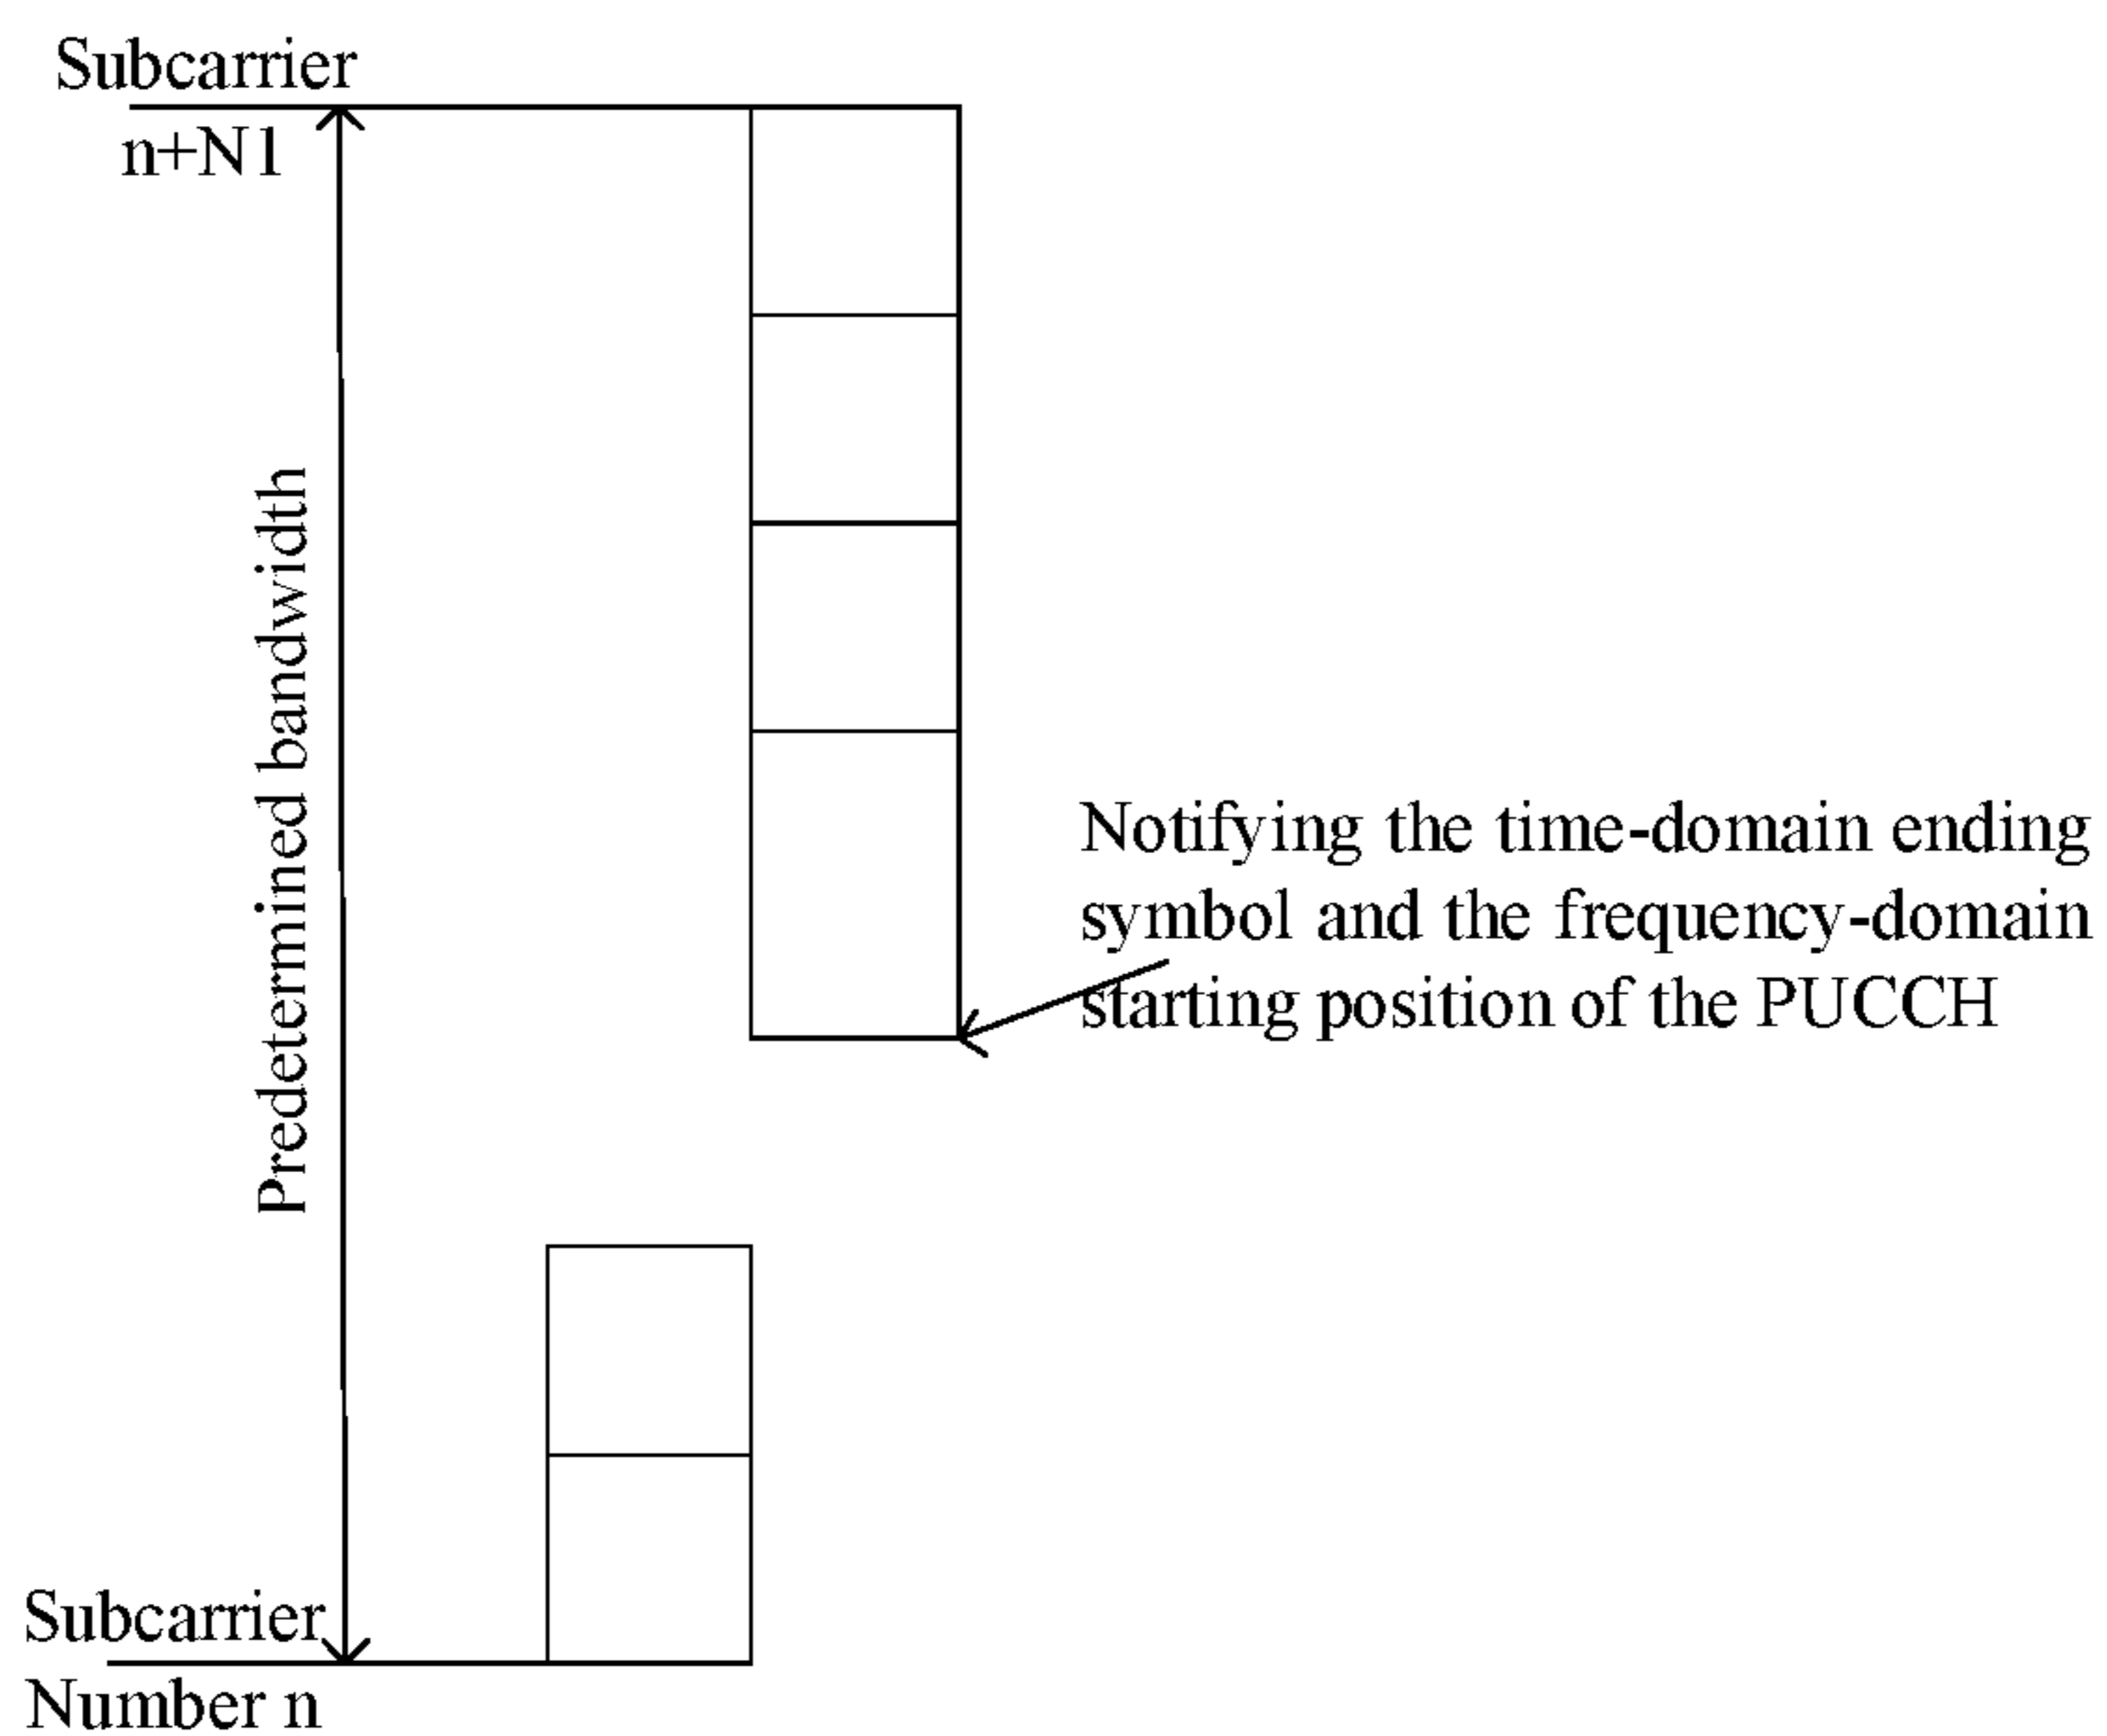 Subcarrier
n+N1
Predetermined bandwidth
Notifying the time-domain ending
symbol and the frequency-domain
starting position of the PUCCH
Subcarrier
Number n